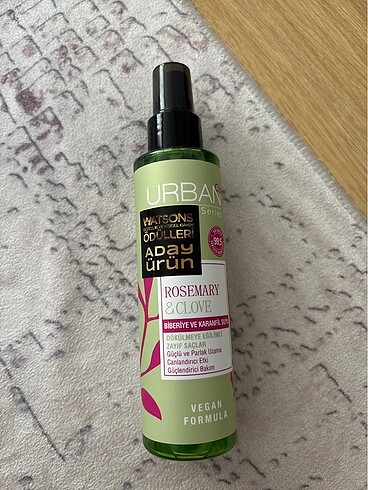 URBAN
Series
WATSONS
ÖDÜLLERİ
ADAY
ürün
ROSEMARY
& CLOVE
BİBERİYE VE KARANFİL SUYU
DÖKÜLMEYE EĞİLİMLİ
ZAYIF SAÇLAR
Güçlü ve Parlak Uzama
Canlandırıcı Etki
Güçlendirici Bakım
VEGAN
FORMULA